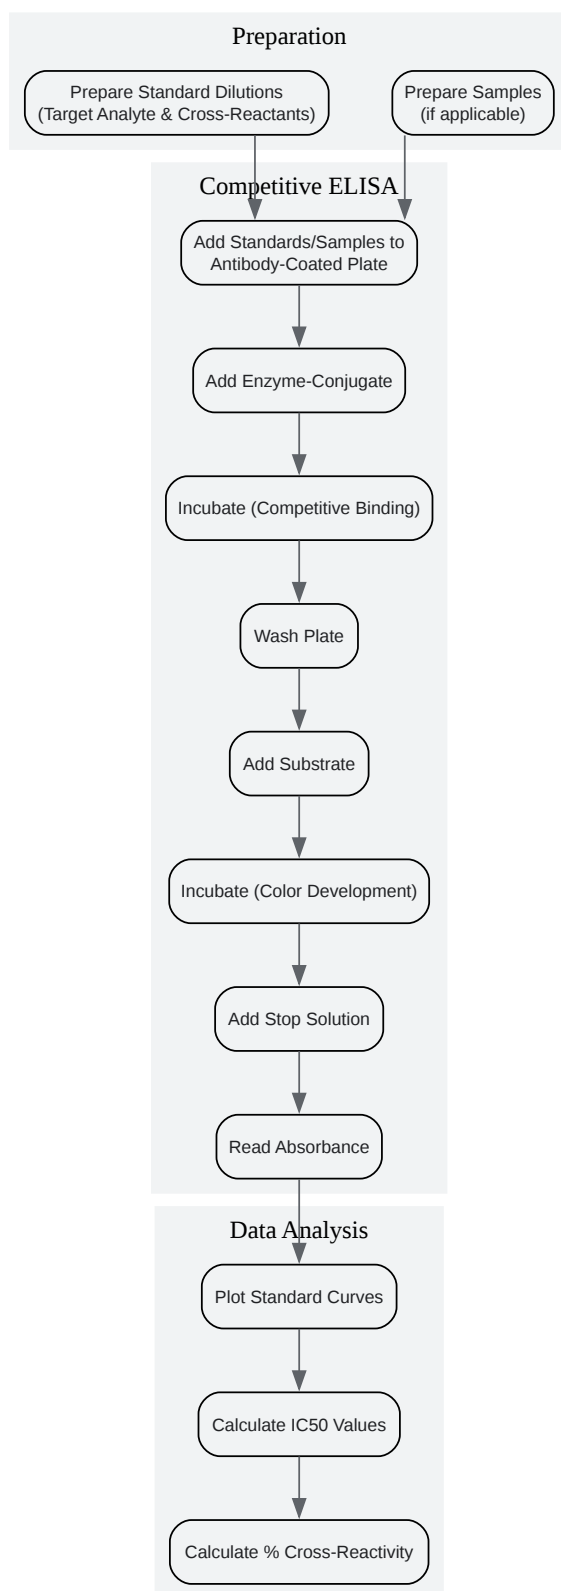 Preparation
Prepare Standard Dilutions
(Target Analyte & Cross-Reactants)
Prepare Samples
(if applicable)
Competitive ELISA
Add Standards/Samples to
Antibody-Coated Plate
Add Enzyme-Conjugate
Incubate (Competitive Binding)
Wash Plate
Add Substrate
Incubate (Color Development)
Add Stop Solution
Read Absorbance
Data Analysis
Plot Standard Curves
Calculate IC50 Values
Calculate % Cross-Reactivity